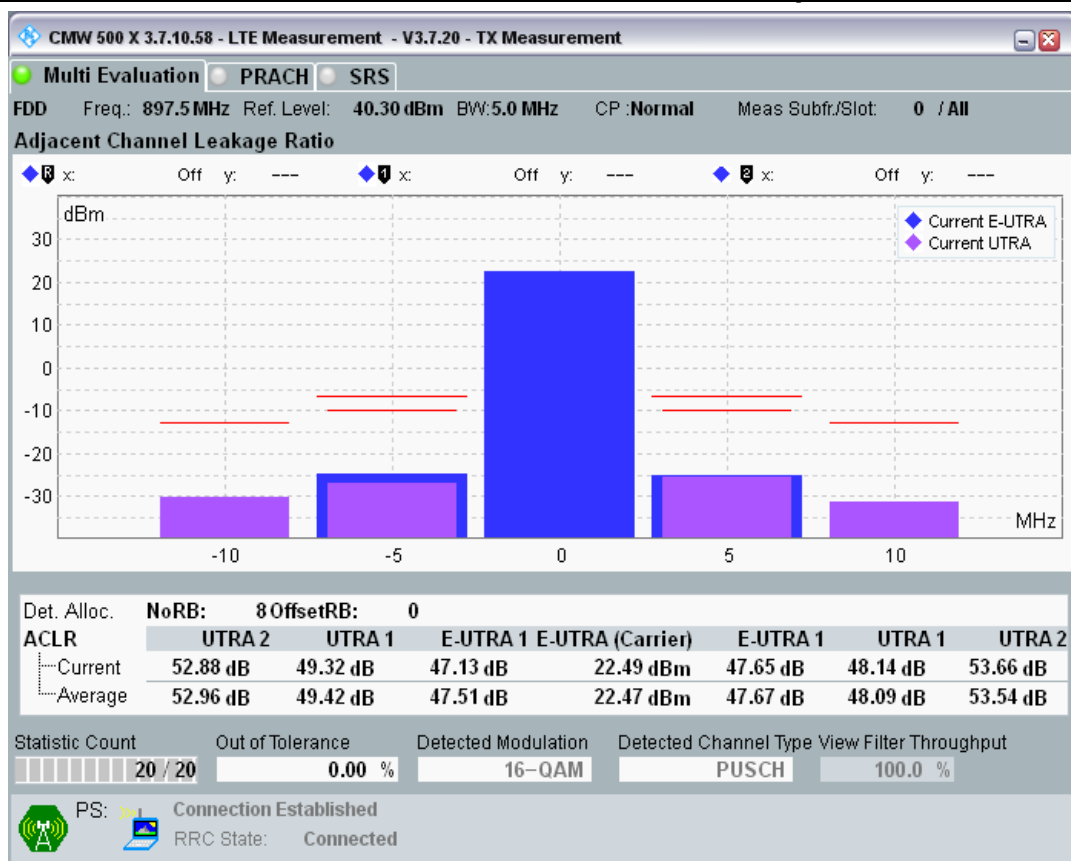 CMW 500 X 3.7.10.58 - LTE Measurement - V3.7.20 - TX Measurement
Multi Evaluation PRACH SRS
FDD Freq.: 897.5 MHz Ref. Level: 40.30 dBm BW:5.0 MHz CP :Normal Meas Subfr./Slot: 0 / All
Adjacent Channel Leakage Ratio
R x: Off y: --- 1 x: Off y: --- 2 x: Off y: ---
dBm
Current E-UTRA
Current UTRA
30
20
10
0
-10
-20
-30
MHz
-10 -5 0 5 10
Det. Alloc. NoRB: 8 OffsetRB: 0
ACLR UTRA 2 UTRA 1 E-UTRA 1 E-UTRA (Carrier) E-UTRA 1 UTRA 1 UTRA 2
Current 52.88 dB 49.32 dB 47.13 dB 22.49 dBm 47.65 dB 48.14 dB 53.66 dB
Average 52.96 dB 49.42 dB 47.51 dB 22.47 dBm 47.67 dB 48.09 dB 53.54 dB
Statistic Count Out of Tolerance Detected Modulation Detected Channel Type View Filter Throughput
20 / 20 0.00 % 16-QAM PUSCH 100.0 %
PS: Connection Established
RRC State: Connected